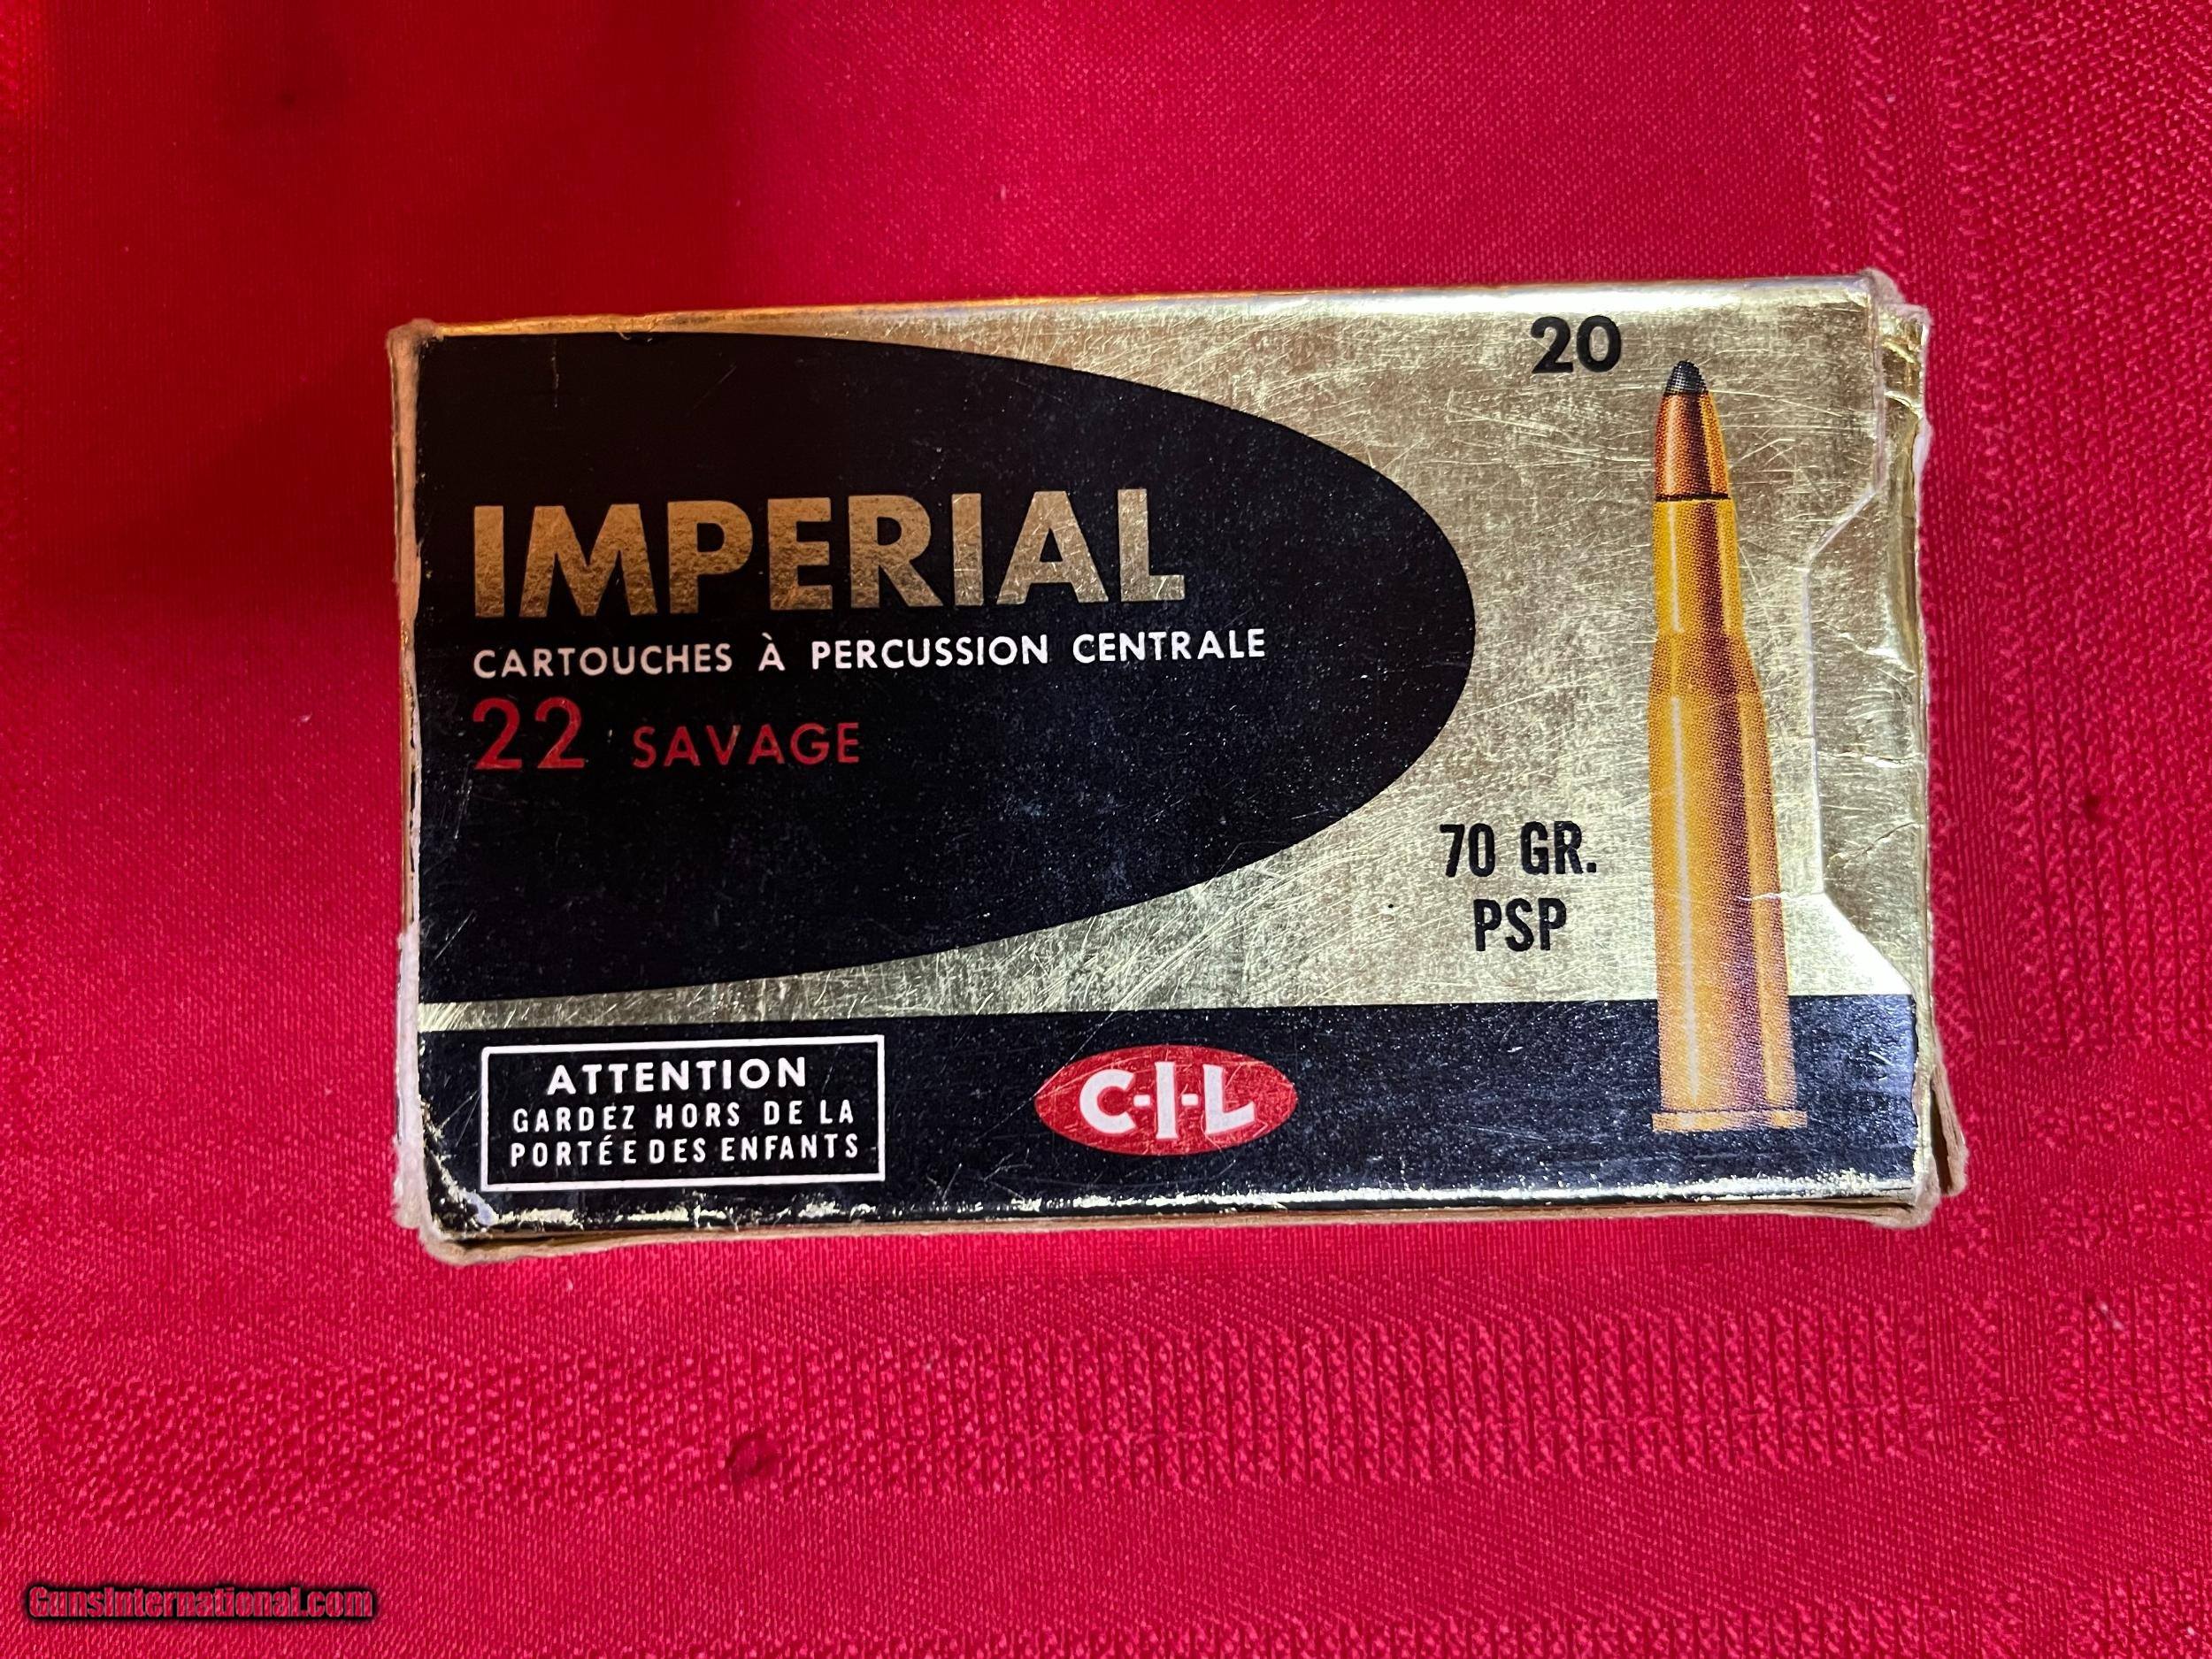 20
IMPERIAL
CARTOUCHES À PERCUSSION CENTRALE
22 SAVAGE
70 GR.
PSP
ATTENTION
GARDEZ HORS DE LA
PORTÉE DES ENFANTS
C-I-L
GunsInternational.com